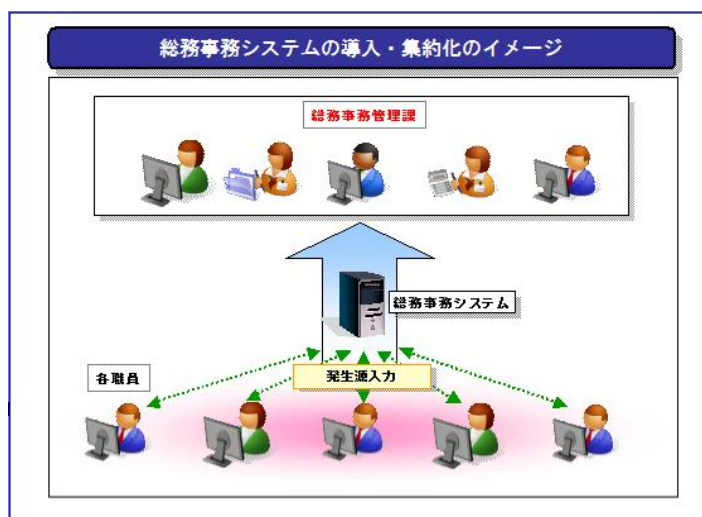 総務事務システムの導入・集約化のイメージ
総務事務管理課
総務事務システム
発生源入力
各職員